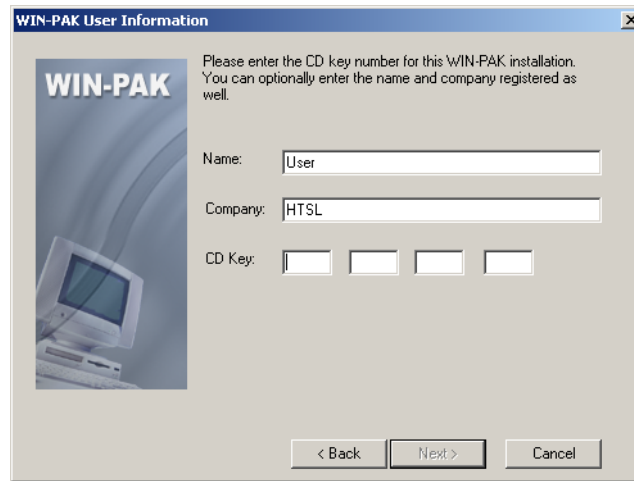 WIN-PAK User Information
WIN-PAK
Please enter the CD key number for this WIN-PAK installation.
You can optionally enter the name and company registered as
well.
Name: User
Company: HTSL
CD Key:
< Back Next > Cancel